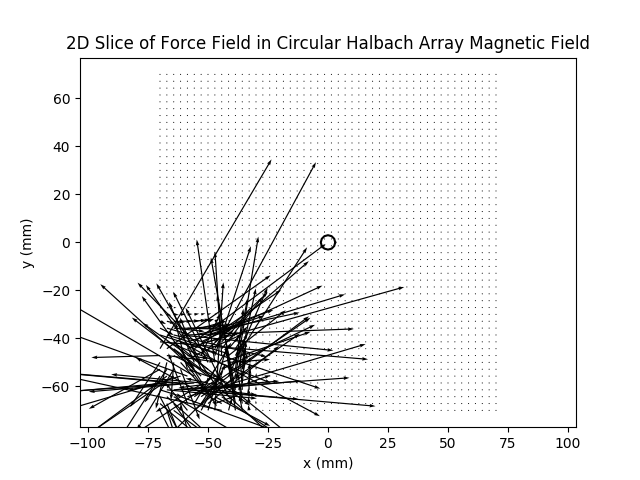 2D Slice of Force Field in Circular Halbach Array Magnetic Field
60
40
20
0
−20
−40
−60
y (mm)
−100 −75 −50 −25 0 25 50 75 100
x (mm)